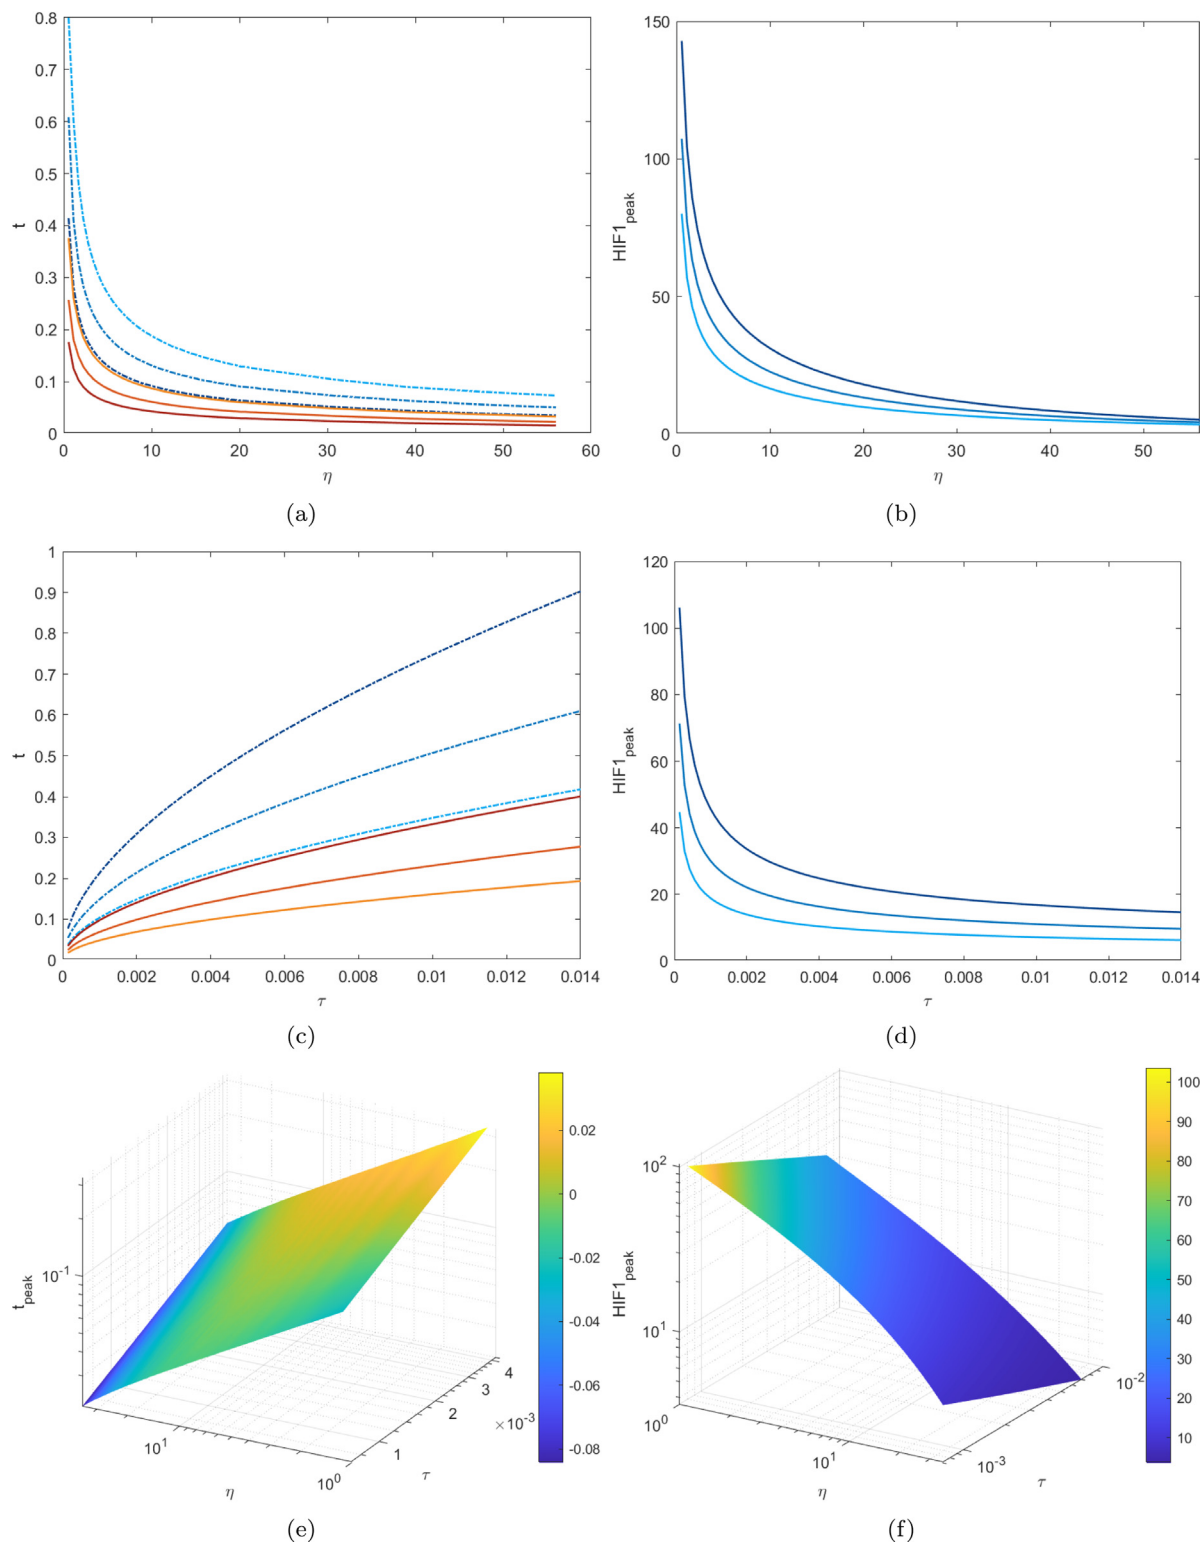 0.8
0.7
0.6
0.5
0.4
0.3
0.2
0.1
0
t
0 10 20 30 40 50 60
η
(a)
150
100
50
0
HIF1peak
0 10 20 30 40 50
η
(b)
1
0.9
0.8
0.7
0.6
0.5
0.4
0.3
0.2
0.1
0
t
0 0.002 0.004 0.006 0.008 0.01 0.012 0.014
τ
(c)
120
100
80
60
40
20
0
HIF1peak
0 0.002 0.004 0.006 0.008 0.01 0.012 0.014
τ
(d)
10⁻¹
tpeak
10¹
10⁰
η
1
2
3
4
×10⁻³
τ
0.02
0
-0.02
-0.04
-0.06
-0.08
(e)
10²
10¹
HIF1peak
10⁰
10¹
η
10⁻³
10⁻²
τ
100
90
80
70
60
50
40
30
20
10
(f)